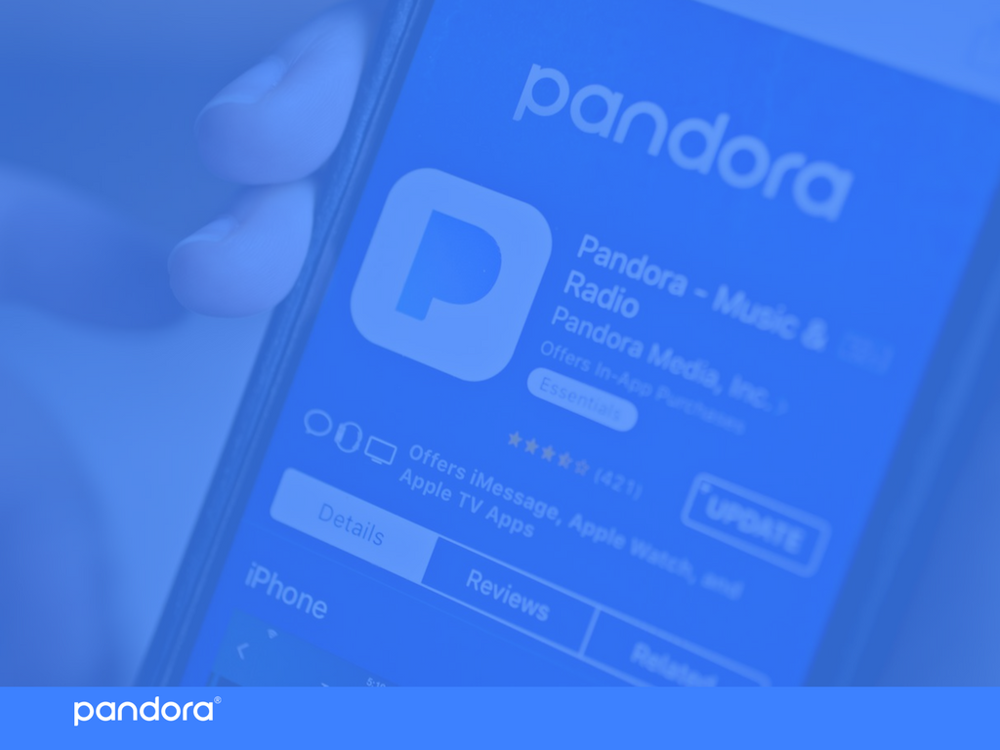 pandora
Pandora - Music &
Radio
Pandora Media, Inc.
Offers In-App Purchases
Essentials
(421)
UPDATE
Offers iMessage, Apple Watch, and
Apple TV Apps
Details
Reviews
Related
iPhone
pandora®